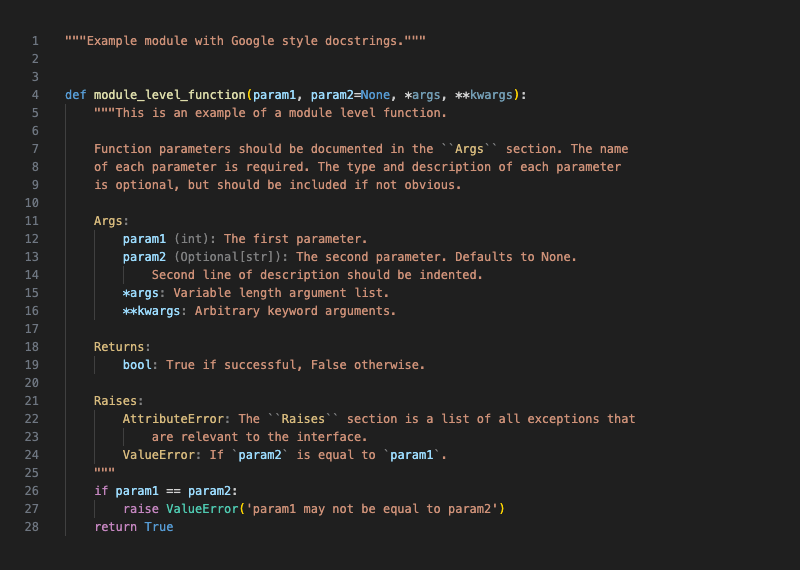 1 """Example module with Google style docstrings."""
2
3
4 def module_level_function(param1, param2=None, *args, **kwargs):
5     """This is an example of a module level function.
6
7     Function parameters should be documented in the ``Args`` section. The name
8     of each parameter is required. The type and description of each parameter
9     is optional, but should be included if not obvious.
10
11     Args:
12         param1 (int): The first parameter.
13         param2 (Optional[str]): The second parameter. Defaults to None.
14             Second line of description should be indented.
15         *args: Variable length argument list.
16         **kwargs: Arbitrary keyword arguments.
17
18     Returns:
19         bool: True if successful, False otherwise.
20
21     Raises:
22         AttributeError: The ``Raises`` section is a list of all exceptions that
23             are relevant to the interface.
24         ValueError: If `param2` is equal to `param1`.
25     """
26     if param1 == param2:
27         raise ValueError('param1 may not be equal to param2')
28     return True